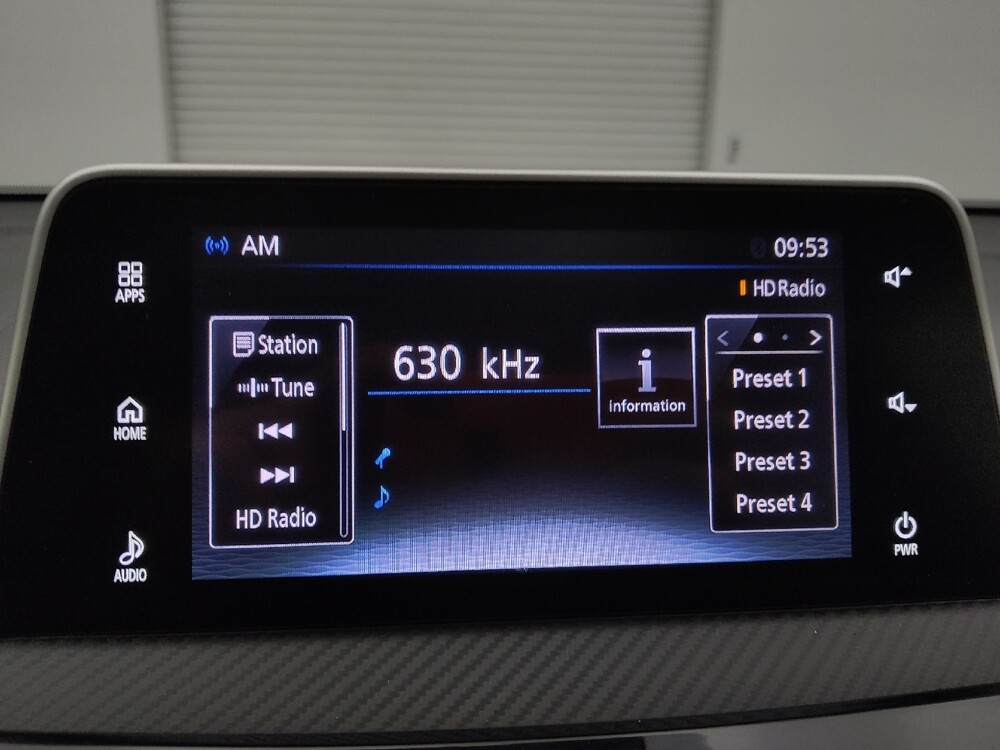 AM
09:53
HD Radio
APPS
HOME
AUDIO
Station
Tune
HD Radio
630 kHz
information
Preset 1
Preset 2
Preset 3
Preset 4
PWR